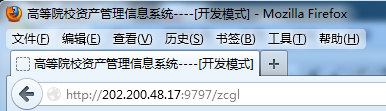 高等院校资产管理信息系统----[开发模式] - Mozilla Firefox
文件(F) 编辑(E) 查看(V) 历史(S) 书签(B) 工具(T) 帮助(H)
高等院校资产管理信息系统----[开发模式] +
http://202.200.48.17:9797/zcgl